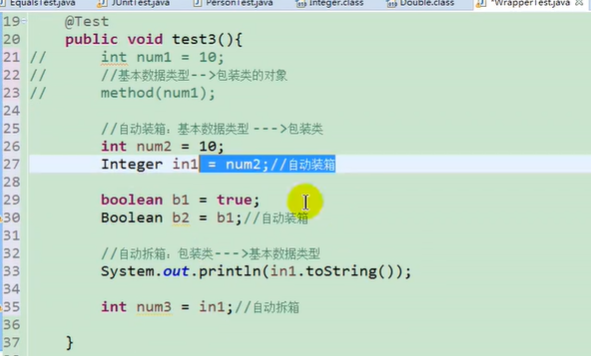 EqualsTest.java JUnitTest.java PersonTest.java Integer.class Double.class *WrapperTest.java
19 @Test
20 public void test3(){
21 // int num1 = 10;
22 // //基本数据类型-->包装类的对象
23 // method(num1);
24
25 //自动装箱：基本数据类型 --->包装类
26 int num2 = 10;
27 Integer in1 = num2;//自动装箱
28
29 boolean b1 = true;
30 Boolean b2 = b1;//自动装箱
31
32 //自动拆箱：包装类--->基本数据类型
33 System.out.println(in1.toString());
34
35 int num3 = in1;//自动拆箱
36
37 }